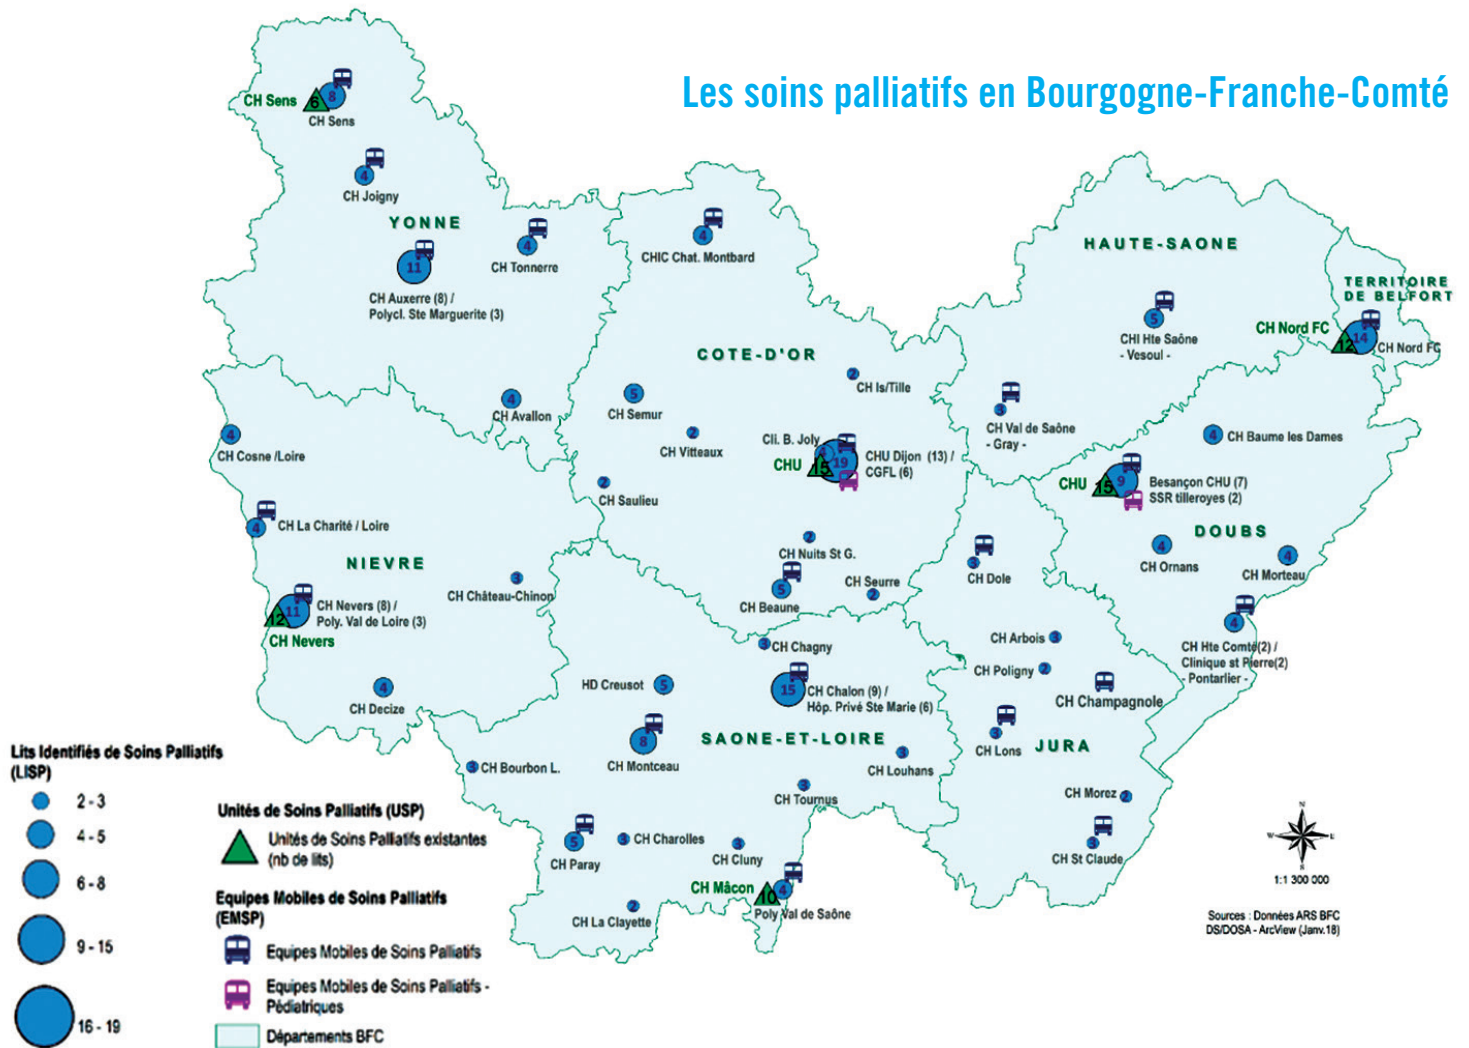 Les soins palliatifs en Bourgogne-Franche-Comté
CH Sens
6
8
CH Sens
4
CH Joigny
YONNE
4
CH Tonnerre
11
CH Auxerre (8) /
Polycl. Ste Marguerite (3)
4
CH Avallon
4
CHIC Chat. Montbard
COTE-D'OR
2
CH Is/Tille
5
CH Semur
2
CH Vitteaux
2
CH Saulieu
Cli. B. Joly
4
19
CHU
15
CHU Dijon (13) /
CGFL (6)
2
CH Nuits St G.
5
CH Beaune
CH Seurre
2
HAUTE-SAONE
5
CHI Hte Saône
- Vesoul -
3
CH Val de Saône
- Gray -
TERRITOIRE
DE BELFORT
CH Nord FC
12
14
CH Nord FC
4
CH Baume les Dames
CHU
15
9
Besançon CHU (7)
SSR tilleroyes (2)
DOUBS
4
CH Ornans
4
CH Morteau
4
CH Hte Comté(2) /
Clinique st Pierre(2)
- Pontarlier -
4
CH Cosne /Loire
4
CH La Charité / Loire
NIEVRE
3
CH Château-Chinon
12
11
CH Nevers (8) /
Poly. Val de Loire (3)
CH Nevers
4
CH Decize
3
CH Dole
CH Arbois
3
CH Poligny
2
CH Champagnole
3
CH Lons
JURA
CH Morez
2
3
CH St Claude
3
CH Chagny
HD Creusot
5
15
CH Chalon (9) /
Hôp. Privé Ste Marie (6)
8
CH Montceau
SAONE-ET-LOIRE
3
CH Louhans
3
CH Bourbon L.
3
CH Tournus
5
CH Paray
3
CH Charolles
3
CH Cluny
CH Mâcon
10
4
Poly Val de Saône
2
CH La Clayette
Lits Identifiés de Soins Palliatifs
(LISP)
2 - 3
4 - 5
6 - 8
9 - 15
16 - 19
Unités de Soins Palliatifs (USP)
Unités de Soins Palliatifs existantes
(nb de lits)
Equipes Mobiles de Soins Palliatifs
(EMSP)
Equipes Mobiles de Soins Palliatifs
Equipes Mobiles de Soins Palliatifs -
Pédiatriques
Départements BFC
N
W
E
S
1:1 300 000
Sources : Données ARS BFC
DS/DOSA - ArcView (Janv.18)